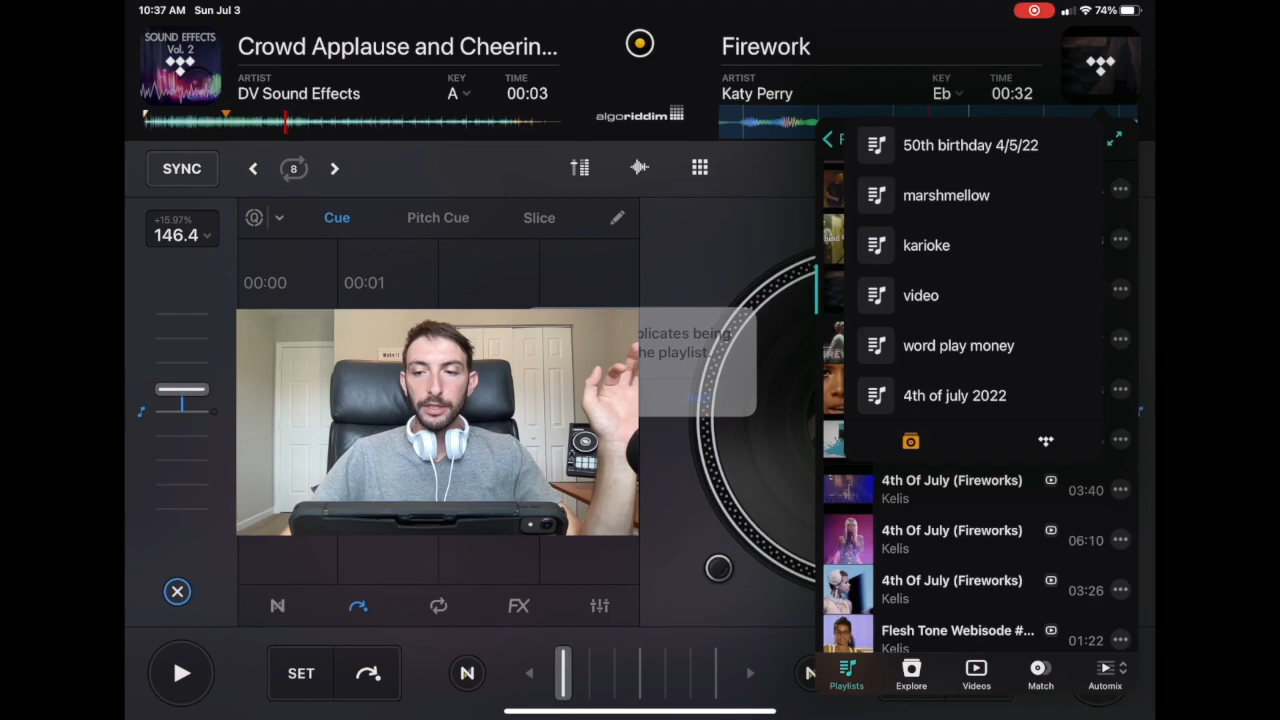 10:37 AM Sun Jul 3
74%
SOUND EFFECTS
Vol. 2
Crowd Applause and Cheerin...
ARTIST
DV Sound Effects
KEY
A
TIME
00:03
algoriddim
Firework
ARTIST
Katy Perry
KEY
Eb
TIME
00:32
SYNC
8
+15.97%
146.4
Cue
Pitch Cue
Slice
00:00
00:01
plicates being
he playlist.
50th birthday 4/5/22
marshmellow
karioke
video
word play money
4th of july 2022
4th Of July (Fireworks)
Kelis
03:40
4th Of July (Fireworks)
Kelis
06:10
4th Of July (Fireworks)
Kelis
03:26
Flesh Tone Webisode #...
Kelis
01:22
FX
SET
Playlists
Explore
Videos
Match
Automix